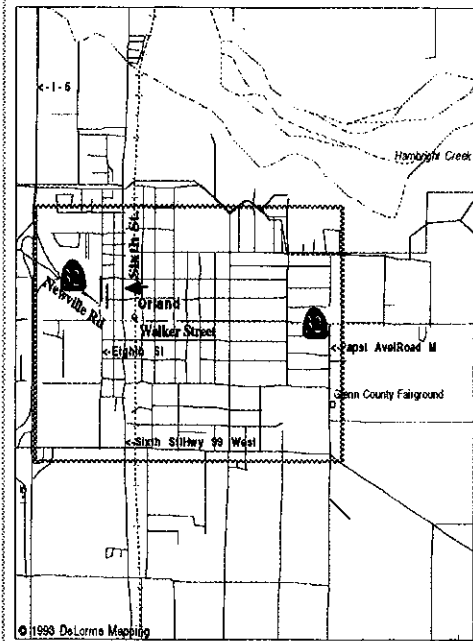 <-I-5
Hambright Creek
Sixth St.
Newville Rd
Orland
Walker Street
<-Eighth St
<-Papst Ave|Road M
Glenn County Fairground
<-Sixth St|Hwy 99 West
© 1993 DeLorme Mapping